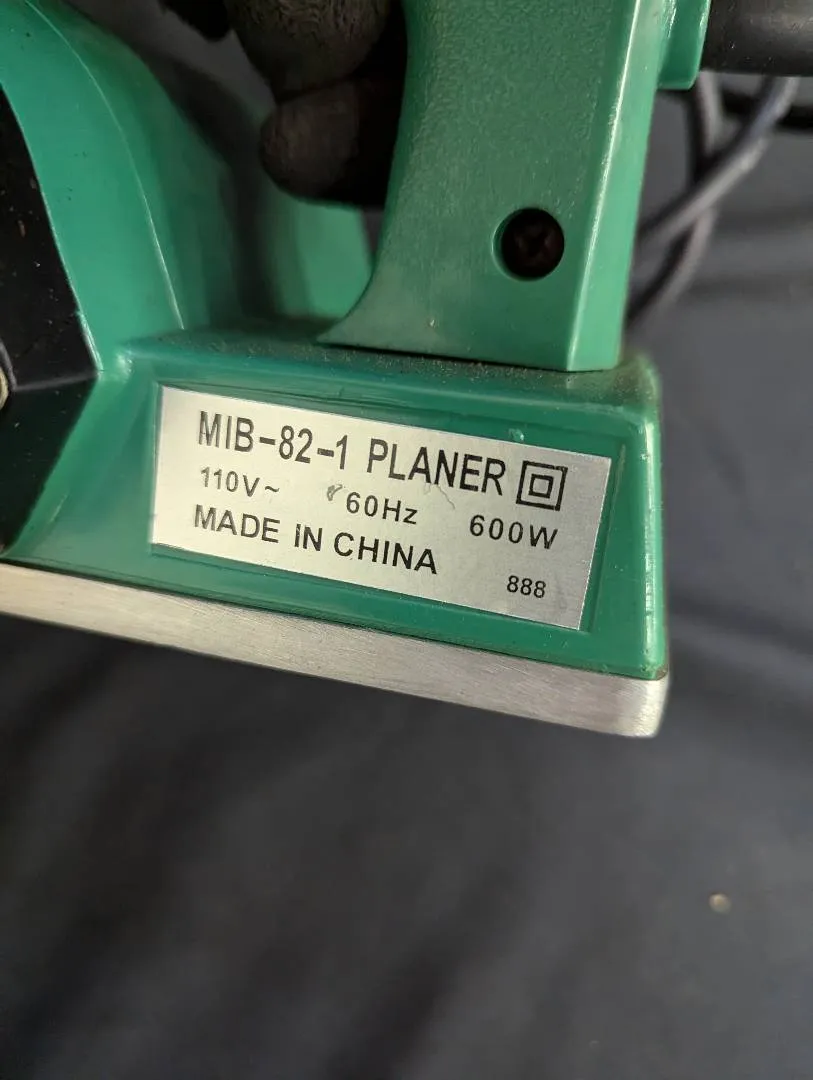 MIB-82-1 PLANER
110V~ 60Hz 600W
MADE IN CHINA
888